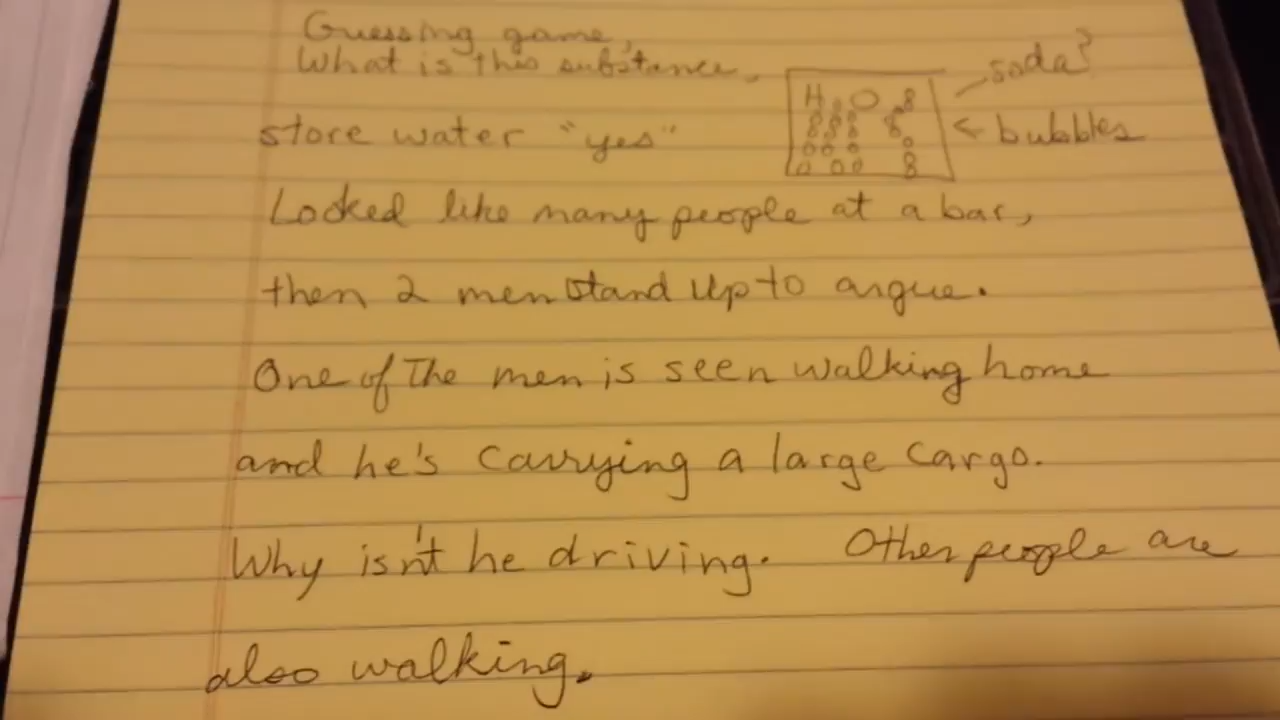 Guessing game,
What is this substance,
soda?
H2O
store water "yes"
bubbles
Looked like many people at a bar,
then 2 men stand up to argue.
One of The men is seen walking home
and he's carrying a large cargo.
Why isn't he driving. Other people are
also walking.